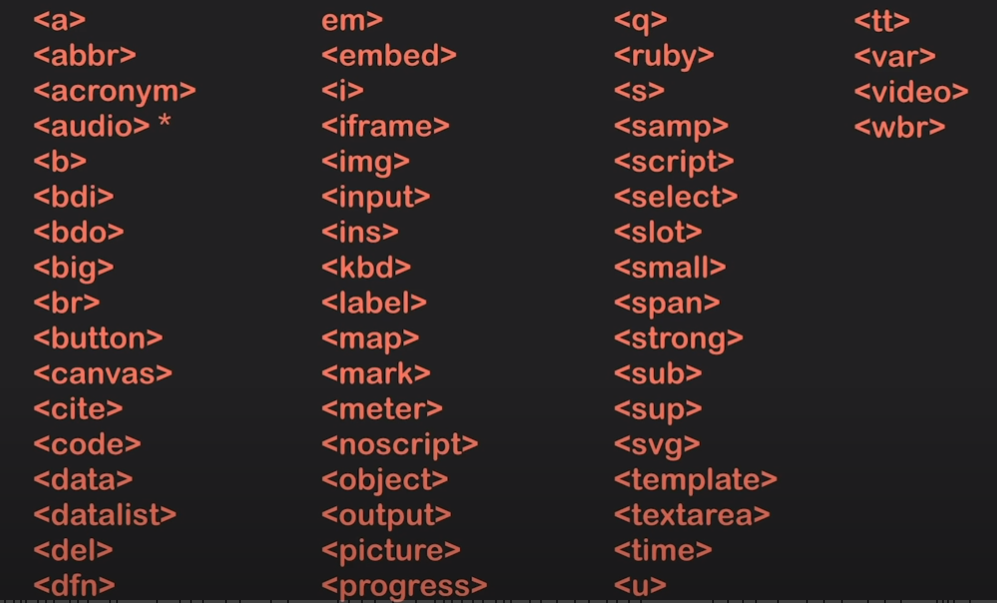 <a>
<abbr>
<acronym>
<audio> *
<b>
<bdi>
<bdo>
<big>
<br>
<button>
<canvas>
<cite>
<code>
<data>
<datalist>
<del>
<dfn>
em>
<embed>
<i>
<iframe>
<img>
<input>
<ins>
<kbd>
<label>
<map>
<mark>
<meter>
<noscript>
<object>
<output>
<picture>
<progress>
<q>
<ruby>
<s>
<samp>
<script>
<select>
<slot>
<small>
<span>
<strong>
<sub>
<sup>
<svg>
<template>
<textarea>
<time>
<u>
<tt>
<var>
<video>
<wbr>